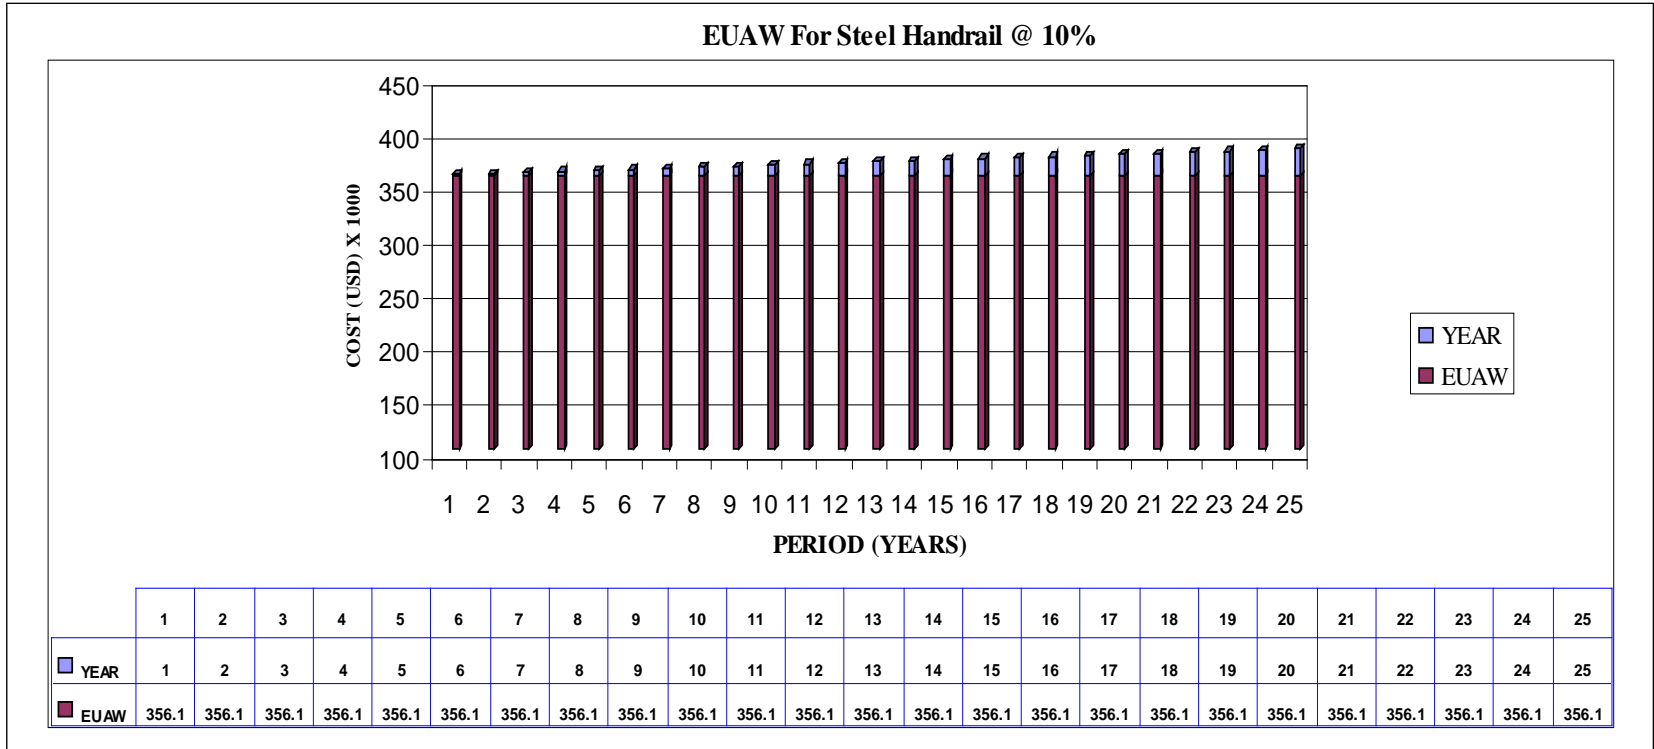 EUAW For Steel Handrail @ 10%
450
400
350
300
250
200
150
100
COST (USD) X 1000
1 2 3 4 5 6 7 8 9 10 11 12 13 14 15 16 17 18 19 20 21 22 23 24 25
PERIOD (YEARS)
YEAR
EUAW
1 2 3 4 5 6 7 8 9 10 11 12 13 14 15 16 17 18 19 20 21 22 23 24 25
YEAR 1 2 3 4 5 6 7 8 9 10 11 12 13 14 15 16 17 18 19 20 21 22 23 24 25
EUAW 356.1 356.1 356.1 356.1 356.1 356.1 356.1 356.1 356.1 356.1 356.1 356.1 356.1 356.1 356.1 356.1 356.1 356.1 356.1 356.1 356.1 356.1 356.1 356.1 356.1